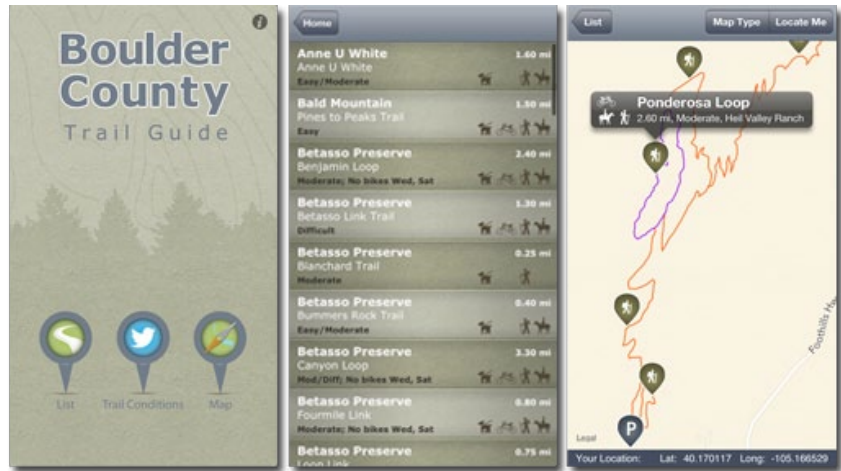 Boulder
County
Trail Guide
List
Trail Conditions
Map
Home
Anne U White
1.60 mi
Anne U White
Easy/Moderate
Bald Mountain
1.50 mi
Pines to Peaks Trail
Easy
Betasso Preserve
2.40 mi
Benjamin Loop
Moderate; No bikes Wed, Sat
Betasso Preserve
1.30 mi
Betasso Link Trail
Difficult
Betasso Preserve
0.25 mi
Blanchard Trail
Moderate
Betasso Preserve
0.40 mi
Bummers Rock Trail
Easy/Moderate
Betasso Preserve
3.30 mi
Canyon Loop
Mod/Diff; No bikes Wed, Sat
Betasso Preserve
0.80 mi
Fourmile Link
Moderate; No bikes Wed, Sat
Betasso Preserve
0.75 mi
Loop Link
List
Map Type
Locate Me
Ponderosa Loop
2.60 mi, Moderate, Heil Valley Ranch
Foothills Hw
P
Legal
Your Location: Lat: 40.170117 Long: -105.166529